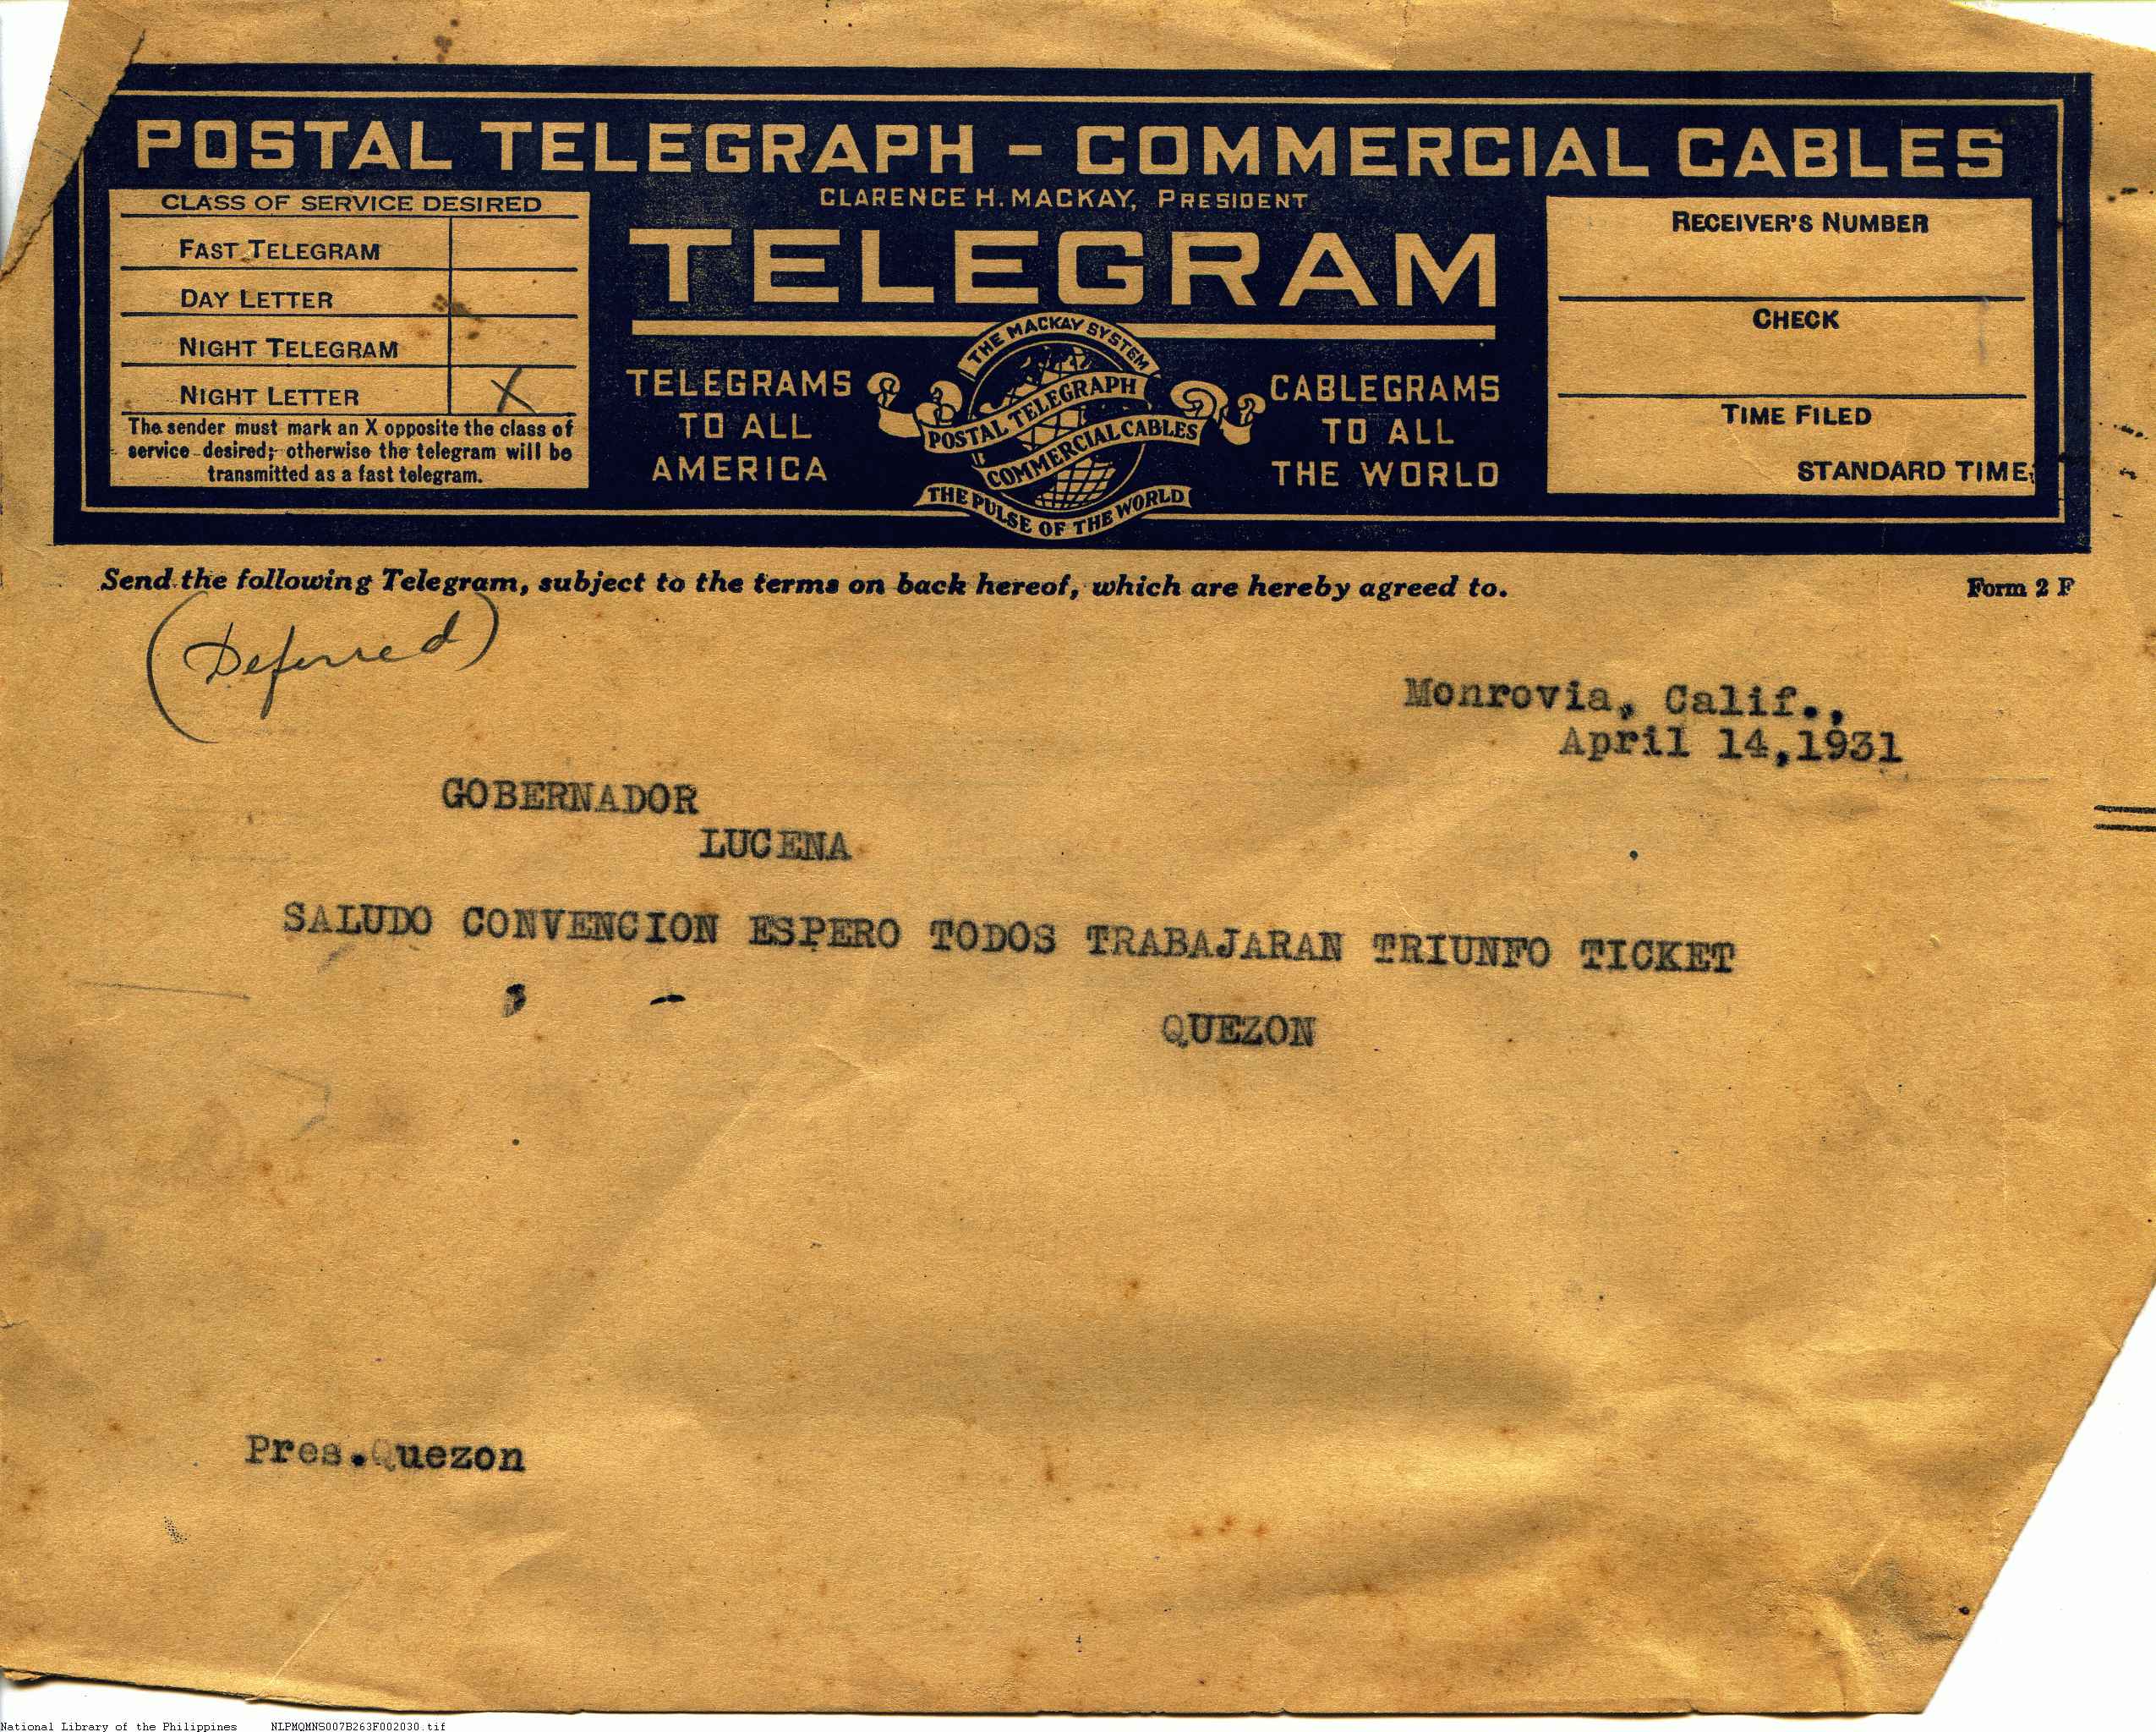 POSTAL TELEGRAPH - COMMERCIAL CABLES
CLARENCE H. MACKAY, PRESIDENT
TELEGRAM
CLASS OF SERVICE DESIRED
FAST TELEGRAM
DAY LETTER
NIGHT TELEGRAM
NIGHT LETTER X
The sender must mark an X opposite the class of
service desired; otherwise the telegram will be
transmitted as a fast telegram.
TELEGRAMS
TO ALL
AMERICA
THE MACKAY SYSTEM
POSTAL TELEGRAPH
COMMERCIAL CABLES
THE PULSE OF THE WORLD
CABLEGRAMS
TO ALL
THE WORLD
RECEIVER'S NUMBER
CHECK
TIME FILED
STANDARD TIME
Send the following Telegram, subject to the terms on back hereof, which are hereby agreed to.
Form 2 F
(Deferred)
Monrovia, Calif.,
April 14,1931
GOBERNADOR
LUCENA
SALUDO CONVENCION ESPERO TODOS TRABAJARAN TRIUNFO TICKET
QUEZON
Pres.Quezon
National Library of the Philippines NLPMQMNS007B263F002030.tif